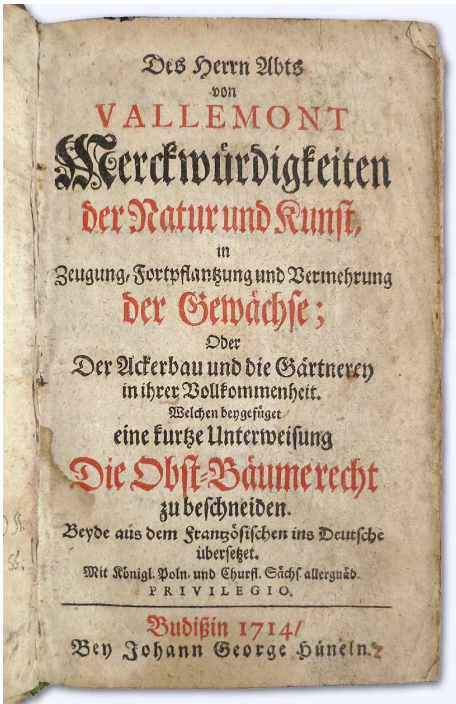 Des Herrn Abts
von
VALLEMONT
Merckwürdigkeiten
der Natur und Kunst,
in
Zeugung, Fortpflantzung und Vermehrung
der Gewächse;
Oder
Der Ackerbau und die Gärtnerey
in ihrer Vollkommenheit.
Welchen beygefüget
eine kurtze Unterweisung
Die Obst-Bäume recht
zu beschneiden.
Beyde aus dem Frantzösischen ins Deutsche
übersetzet.
Mit Königl. Poln. und Churfl. Sächs. allergnäd.
PRIVILEGIO.
Budißin 1714/
Bey Johann George Hüneln.